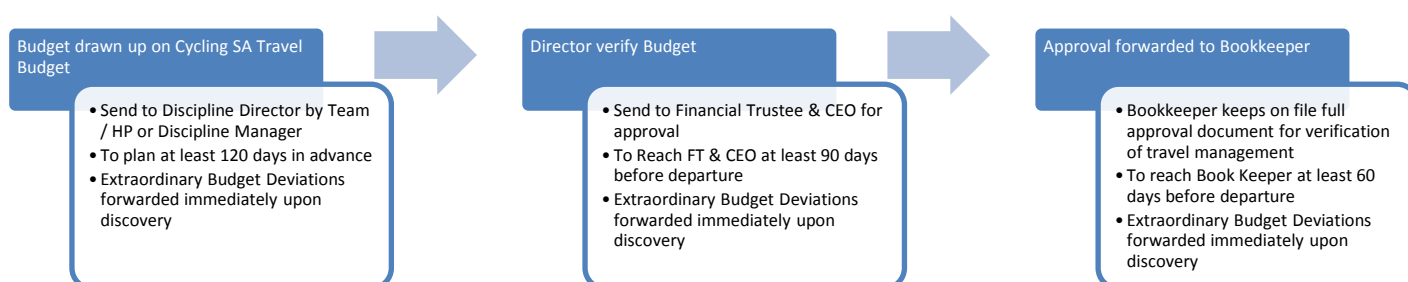 Budget drawn up on Cycling SA Travel
Budget
• Send to Discipline Director by Team
/ HP or Discipline Manager
• To plan at least 120 days in advance
• Extraordinary Budget Deviations
forwarded immediately upon
discovery
Director verify Budget
• Send to Financial Trustee & CEO for
approval
• To Reach FT & CEO at least 90 days
before departure
• Extraordinary Budget Deviations
forwarded immediately upon
discovery
Approval forwarded to Bookkeeper
• Bookkeeper keeps on file full
approval document for verification
of travel management
• To reach Book Keeper at least 60
days before departure
• Extraordinary Budget Deviations
forwarded immediately upon
discovery